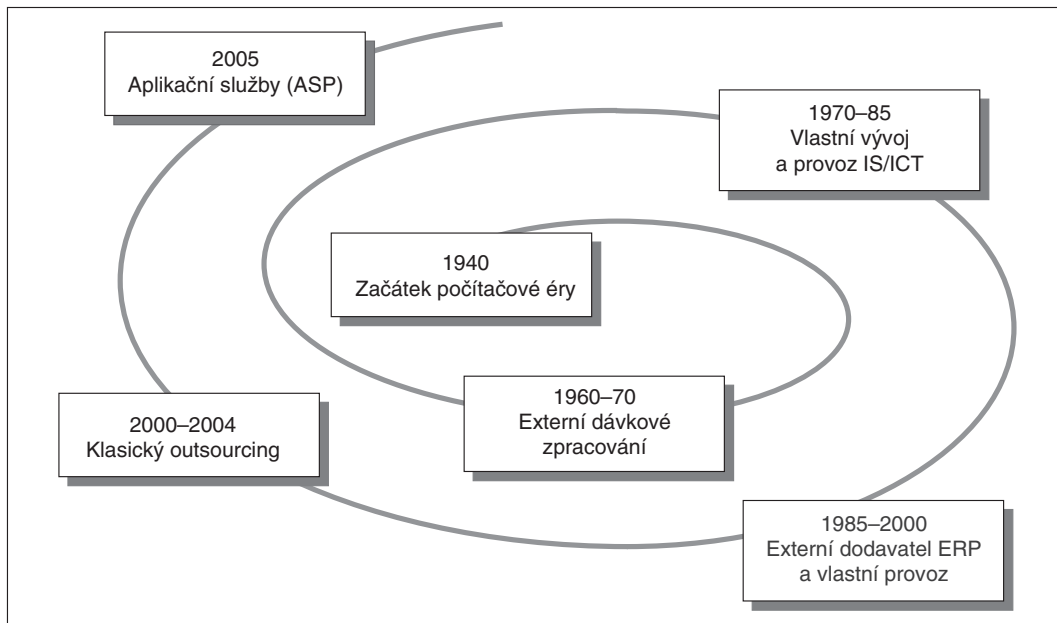 2005
Aplikační služby (ASP)
1970–85
Vlastní vývoj
a provoz IS/ICT
1940
Začátek počítačové éry
1960–70
Externí dávkové
zpracování
2000–2004
Klasický outsourcing
1985–2000
Externí dodavatel ERP
a vlastní provoz